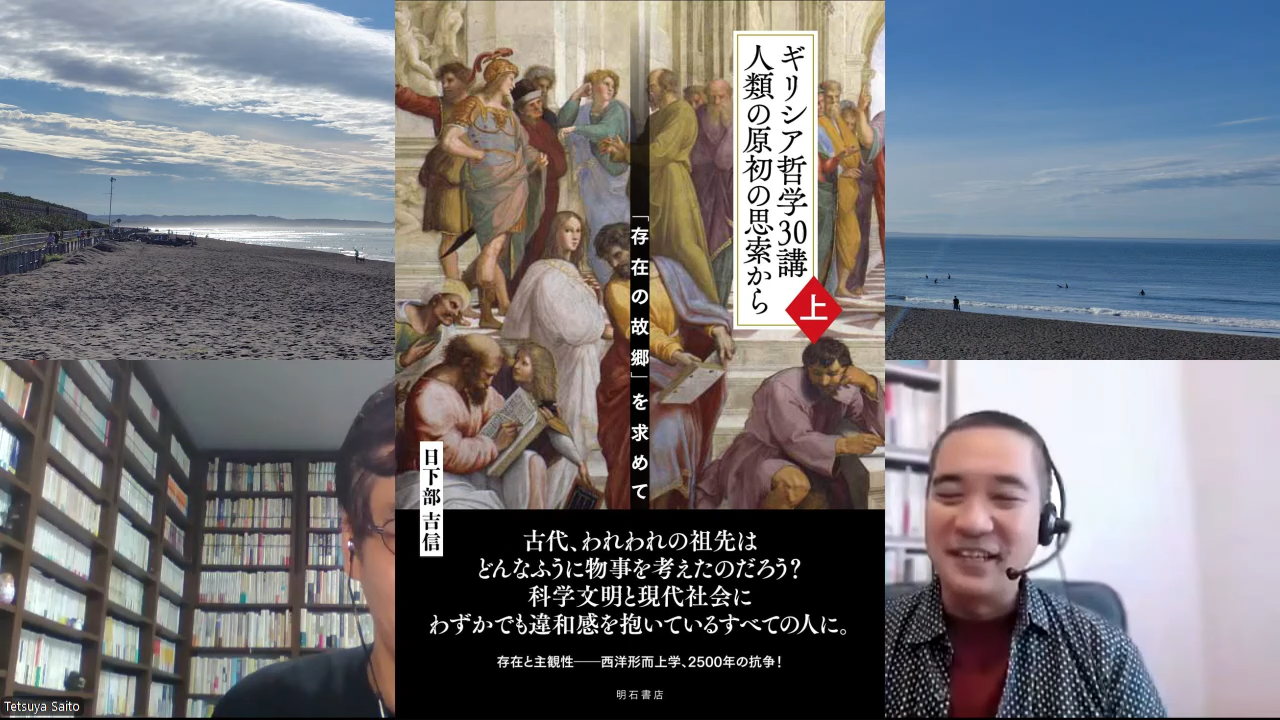 ギリシア哲学30講
人類の原初の思索から
上
「存在の故郷」を求めて
日下部 吉信
古代、われわれの祖先は
どんなふうに物事を考えたのだろう?
科学文明と現代社会に
わずかでも違和感を抱いているすべての人に。
存在と主観性――西洋形而上学、2500年の抗争!
明石書店
Tetsuya Saito